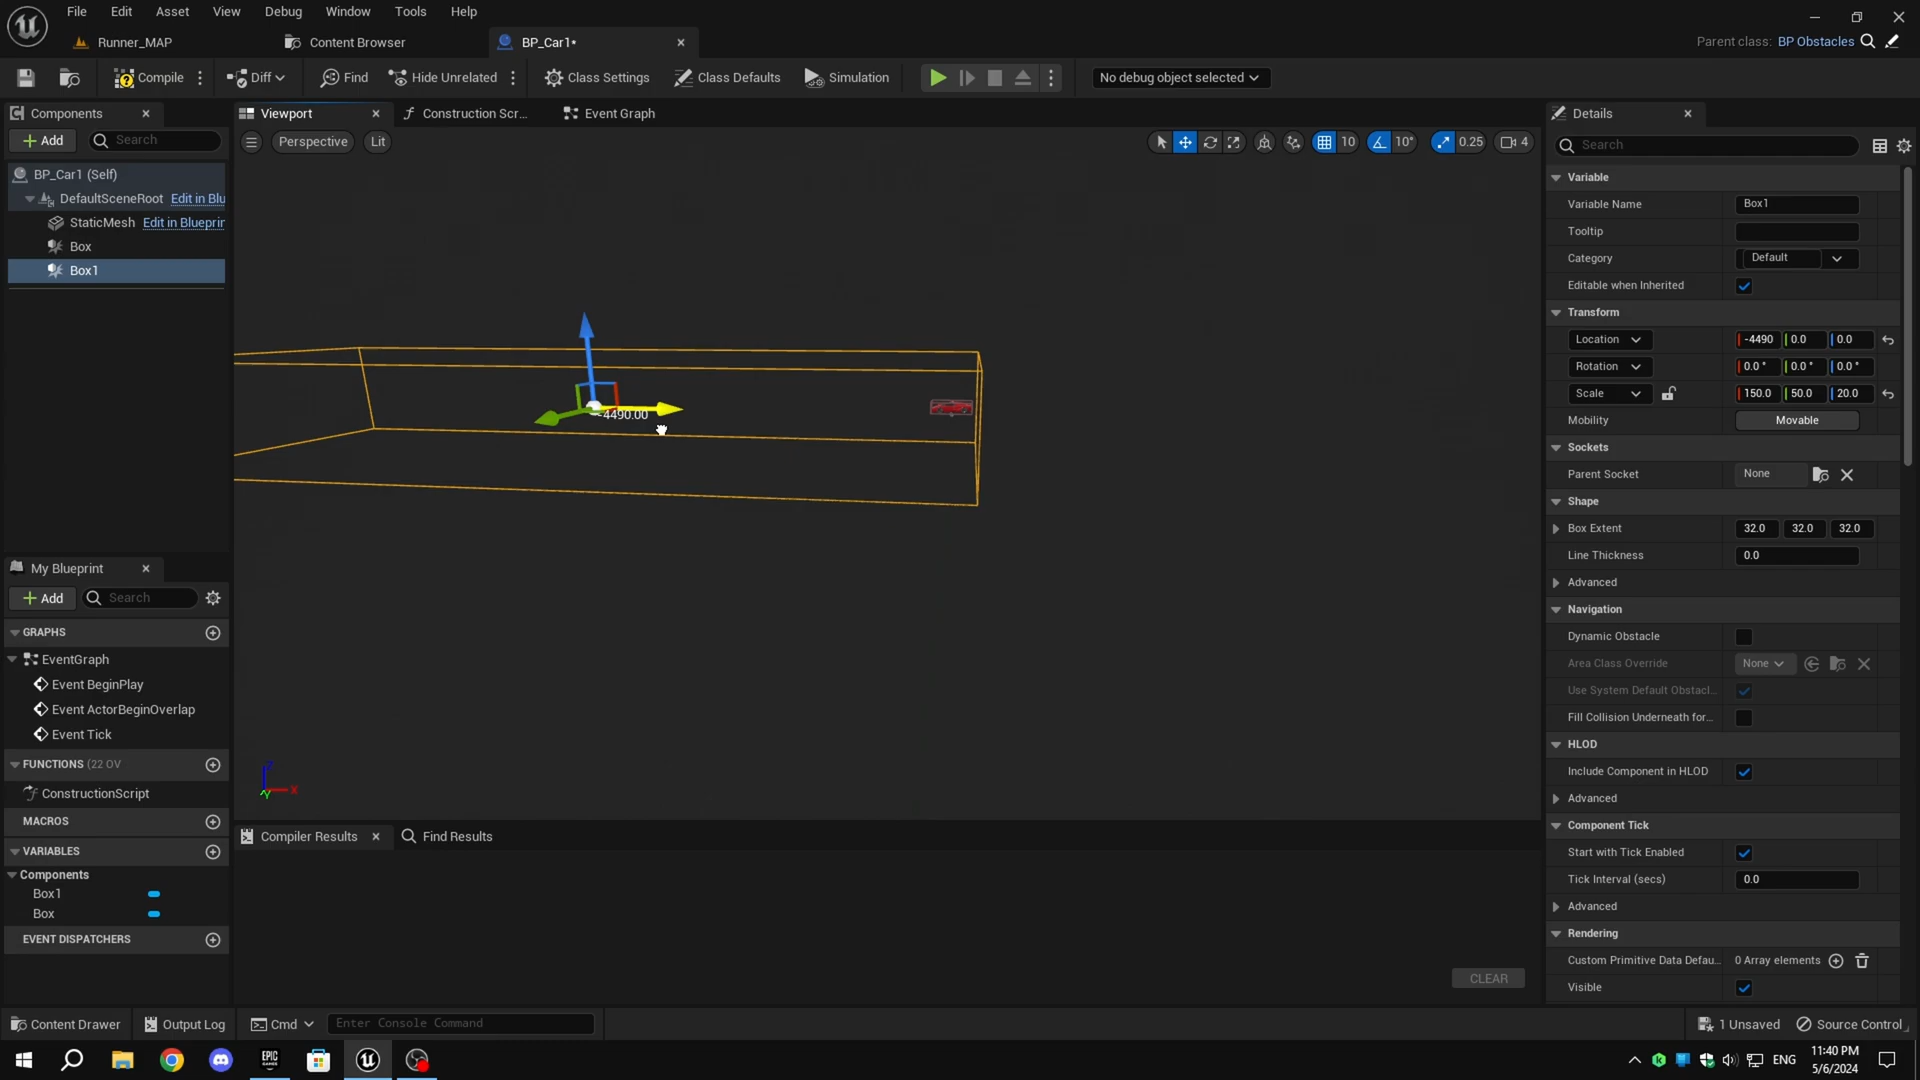 File Edit Asset View Debug Window Tools Help
Runner_MAP Content Browser BP_Car1* Parent class: BP Obstacles
Compile Diff Find Hide Unrelated Class Settings Class Defaults Simulation No debug object selected
Components
Add Search
BP_Car1 (Self)
DefaultSceneRoot Edit in Blu
StaticMesh Edit in Blueprin
Box
Box1
Viewport Construction Scr... Event Graph
Perspective Lit 10 10° 0.25 4
-4490.00
Z X Y
My Blueprint
Add Search
GRAPHS
EventGraph
Event BeginPlay
Event ActorBeginOverlap
Event Tick
FUNCTIONS (22 OV
ConstructionScript
MACROS
VARIABLES
Components
Box1
Box
EVENT DISPATCHERS
Compiler Results Find Results
CLEAR
Details
Search
Variable
Variable Name Box1
Tooltip
Category Default
Editable when Inherited
Transform
Location -4490 0.0 0.0
Rotation 0.0 ° 0.0 ° 0.0 °
Scale 150.0 50.0 20.0
Mobility Movable
Sockets
Parent Socket None
Shape
Box Extent 32.0 32.0 32.0
Line Thickness 0.0
Advanced
Navigation
Dynamic Obstacle
Area Class Override None
Use System Default Obstacl...
Fill Collision Underneath for...
HLOD
Include Component in HLOD
Advanced
Component Tick
Start with Tick Enabled
Tick Interval (secs) 0.0
Advanced
Rendering
Custom Primitive Data Defau... 0 Array elements
Visible
Content Drawer Output Log Cmd Enter Console Command 1 Unsaved Source Control
EPIC GAMES
ENG
11:40 PM
5/6/2024